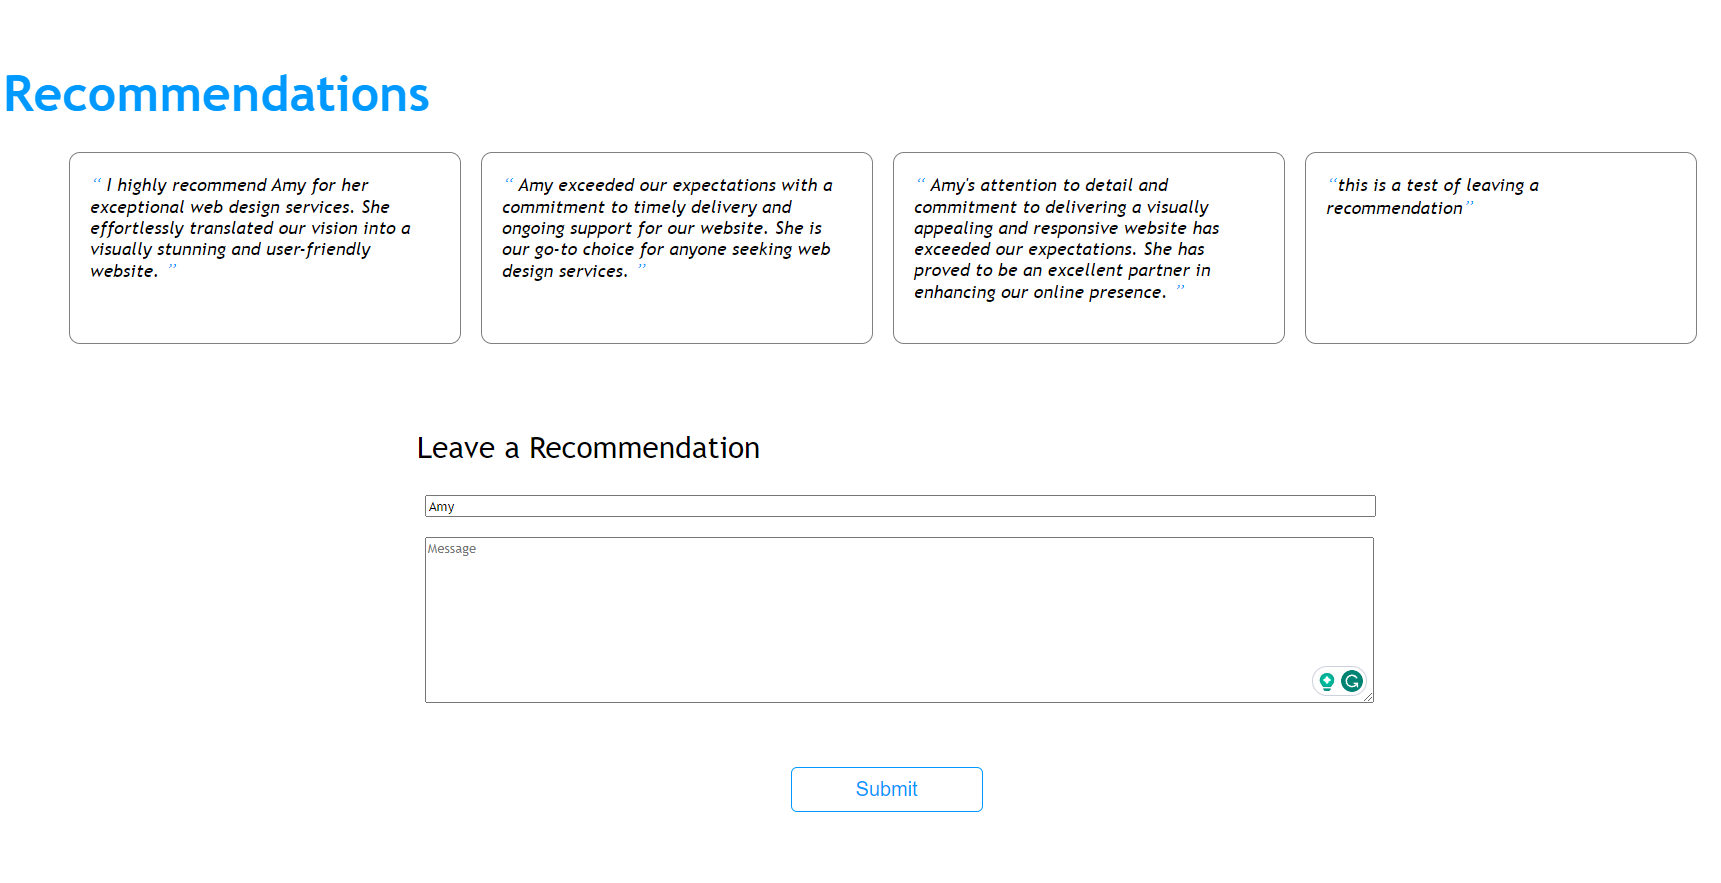 Recommendations
“ I highly recommend Amy for her
exceptional web design services. She
effortlessly translated our vision into a
visually stunning and user-friendly
website. ”
“ Amy exceeded our expectations with a
commitment to timely delivery and
ongoing support for our website. She is
our go-to choice for anyone seeking web
design services. ”
“ Amy's attention to detail and
commitment to delivering a visually
appealing and responsive website has
exceeded our expectations. She has
proved to be an excellent partner in
enhancing our online presence. ”
“this is a test of leaving a
recommendation”
Leave a Recommendation
Amy
Message
Submit